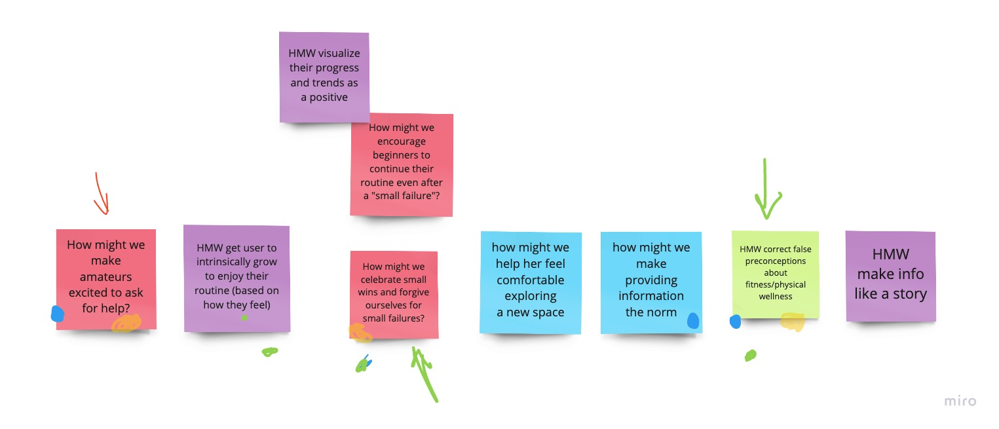 HMW visualize
their progress
and trends as
a positive
How might we
encourage
beginners to
continue their
routine even after
a "small failure"?
How might we
make
amateurs
excited to ask
for help?
HMW get user to
intrinsically grow
to enjoy their
routine (based on
how they feel)
How might we
celebrate small
wins and forgive
ourselves for
small failures?
how might we
help her feel
comfortable
exploring
a new space
how might we
make
providing
information
the norm
HMW correct false
preconceptions
about
fitness/physical
wellness
HMW
make info
like a story
miro